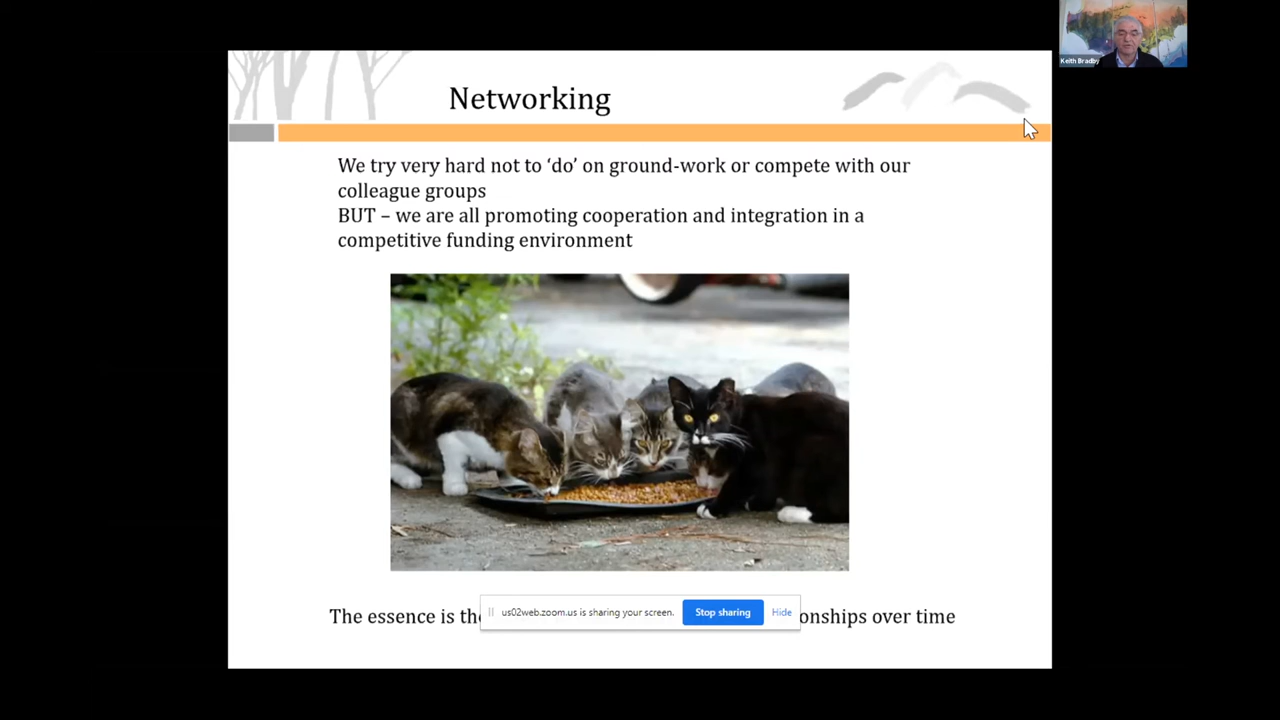 Keith Bradby
Networking
We try very hard not to ‘do’ on ground-work or compete with our
colleague groups
BUT – we are all promoting cooperation and integration in a
competitive funding environment
The essence is the
onships over time
us02web.zoom.us is sharing your screen.
Stop sharing
Hide